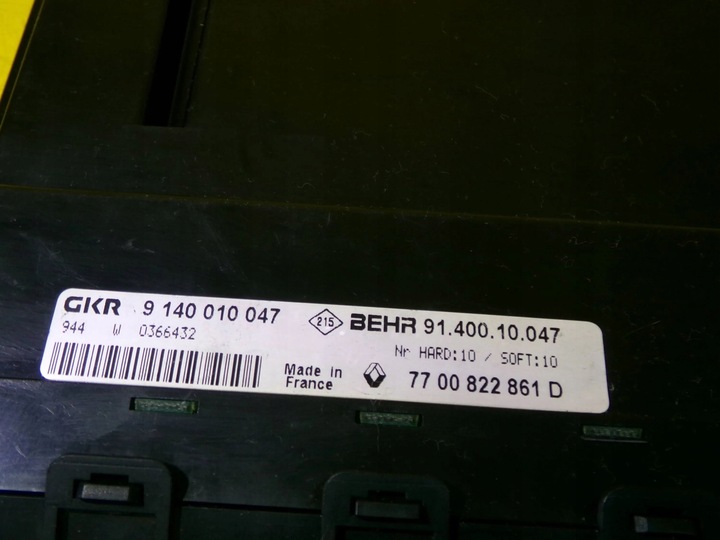 GKR 9 140 010 047 215 BEHR 91.400.10.047
944 W 0366432 Nr HARD:10 / SOFT:10
Made in France 77 00 822 861 D